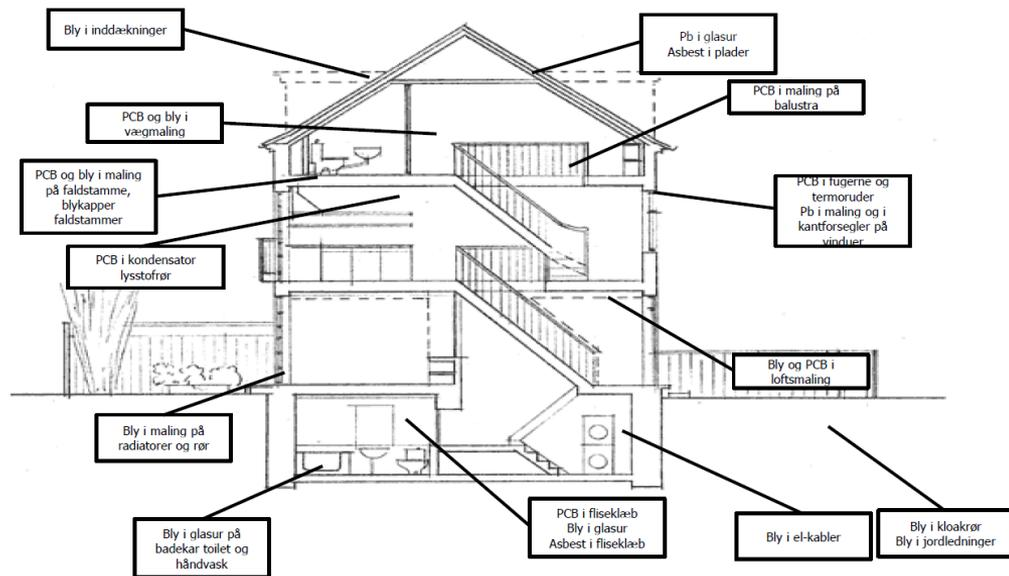 Bly i inddækninger
Pb i glasur
Asbest i plader
PCB i maling på
balustra
PCB og bly i
vægmaling
PCB og bly i maling
på faldstamme,
blykapper
faldstammer
PCB i fugerne og
termoruder
Pb i maling og i
kantforsegler på
vinduer
PCB i kondensator
lysstofrør
Bly og PCB i
loftsmaling
Bly i maling på
radiatorer og rør
Bly i glasur på
badekar toilet og
håndvask
PCB i fliseklæb
Bly i glasur
Asbest i fliseklæb
Bly i el-kabler
Bly i kloakrør
Bly i jordledninger